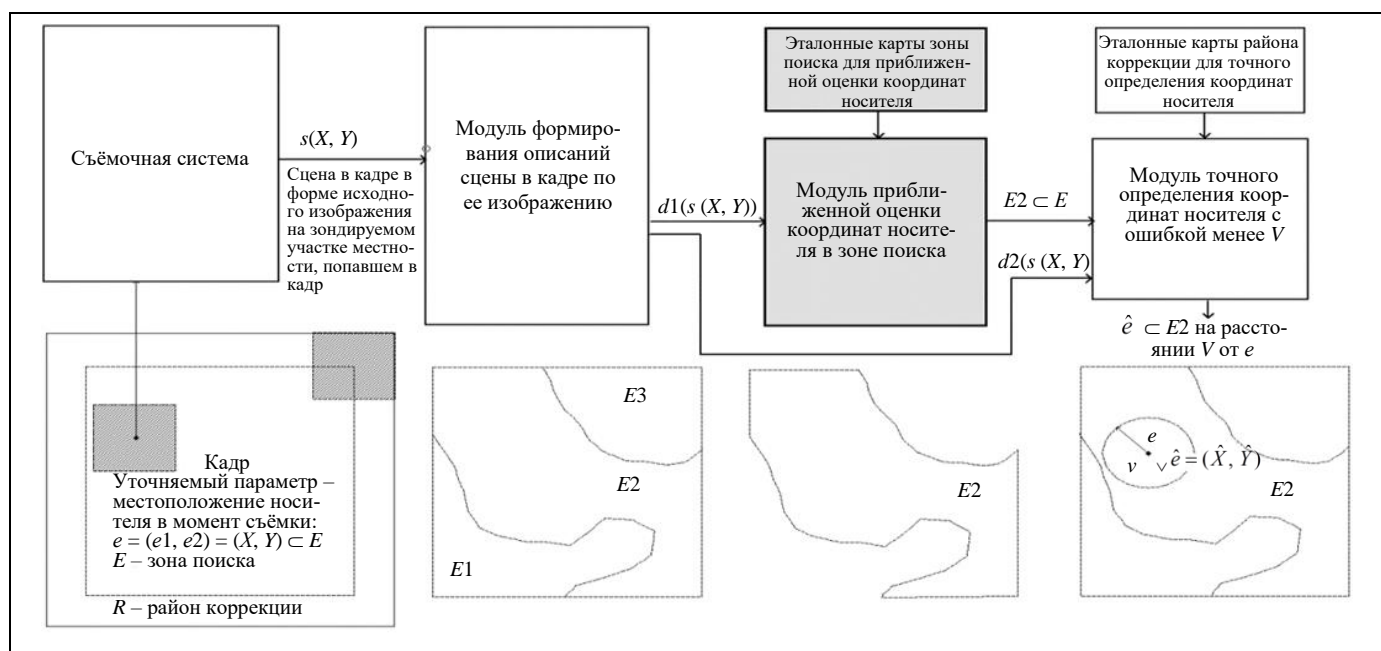 Съёмочная система
s(X, Y)
Сцена в кадре в
форме исходно-
го изображения
на зондируемом
участке местно-
сти, попавшем в
кадр
Модуль формиро-
вания описаний
сцены в кадре по
ее изображению
d1(s (X, Y))
Эталонные карты зоны
поиска для приближен-
ной оценки координат
носителя
Модуль прибли-
женной оценки
координат носите-
ля в зоне поиска
E2 ⊂ E
d2(s (X, Y)
Эталонные карты района
коррекции для точного
определения координат
носителя
Модуль точного
определения коор-
динат носителя с
ошибкой менее V
ê ⊂ E2 на рассто-
янии V от e
Кадр
Уточняемый параметр –
местоположение носи-
теля в момент съёмки:
e = (e1, e2) = (X, Y) ⊂ E
E – зона поиска
R – район коррекции
E3
E2
E1
E2
e
v
ê = (X̂, Ŷ)
E2